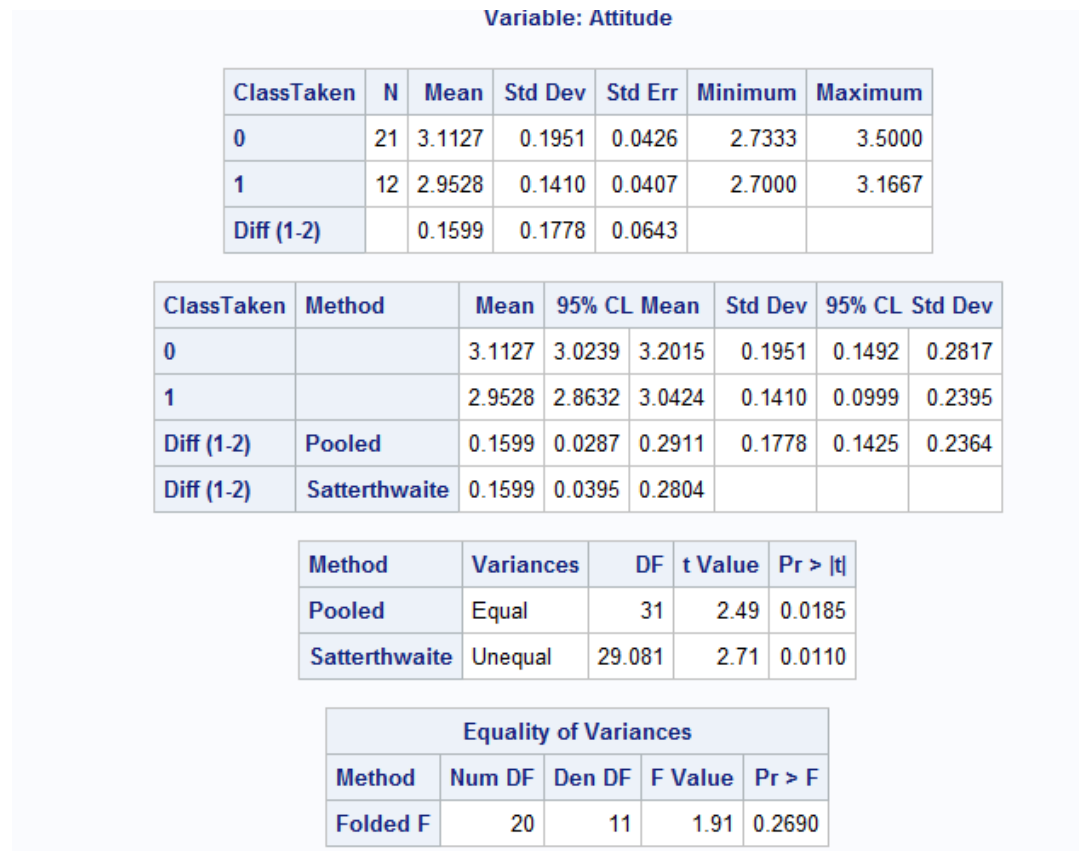 Variable: Attitude
ClassTaken N Mean Std Dev Std Err Minimum Maximum
0 21 3.1127 0.1951 0.0426 2.7333 3.5000
1 12 2.9528 0.1410 0.0407 2.7000 3.1667
Diff (1-2) 0.1599 0.1778 0.0643
ClassTaken Method Mean 95% CL Mean Std Dev 95% CL Std Dev
0 3.1127 3.0239 3.2015 0.1951 0.1492 0.2817
1 2.9528 2.8632 3.0424 0.1410 0.0999 0.2395
Diff (1-2) Pooled 0.1599 0.0287 0.2911 0.1778 0.1425 0.2364
Diff (1-2) Satterthwaite 0.1599 0.0395 0.2804
Method Variances DF t Value Pr > |t|
Pooled Equal 31 2.49 0.0185
Satterthwaite Unequal 29.081 2.71 0.0110
Equality of Variances
Method Num DF Den DF F Value Pr > F
Folded F 20 11 1.91 0.2690